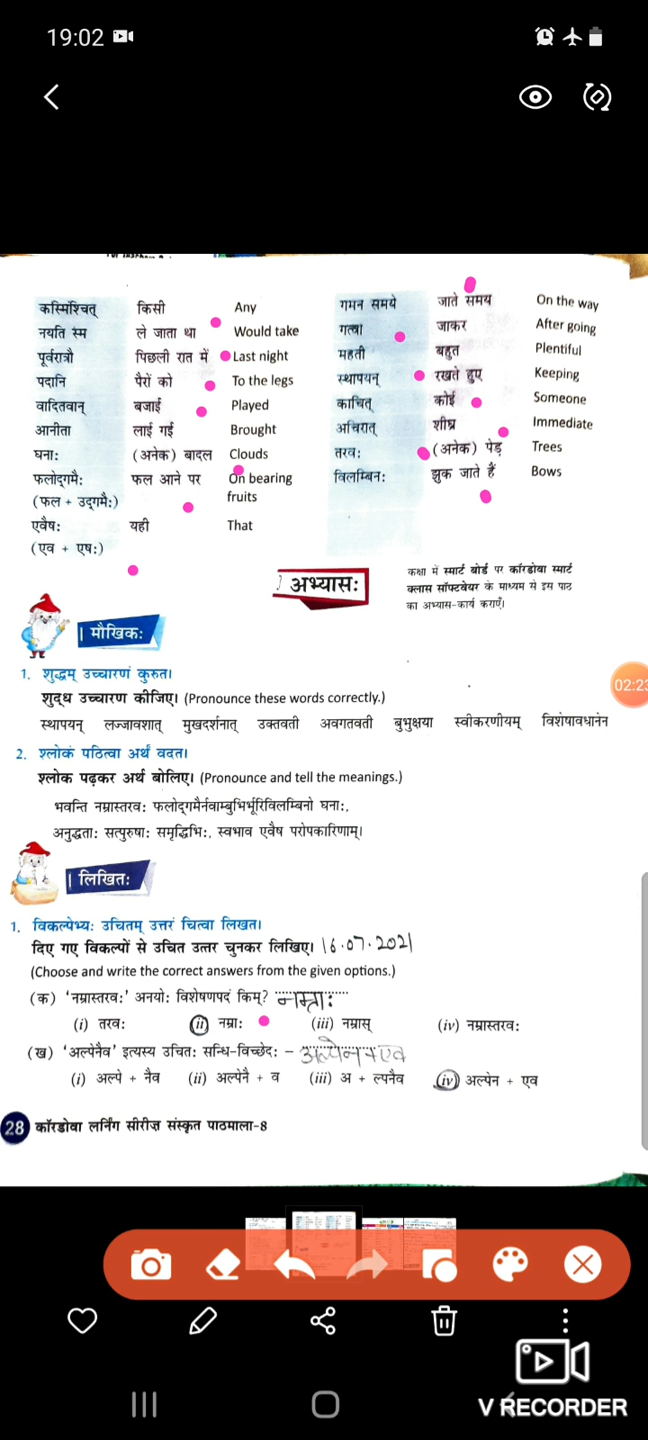 19:02
कस्मिंश्चित् किसी Any
नयति स्म ले जाता था Would take
पूर्वरात्रौ पिछली रात में Last night
पदानि पैरों को To the legs
वादितवान् बजाई Played
आनीता लाई गई Brought
घना: (अनेक) बादल Clouds
फलोद्गमै: फल आने पर On bearing
(फल + उद्गमै:) fruits
एवैष: यही That
(एव + एष:)
गमन समये जाते समय On the way
गत्वा जाकर After going
महती बहुत Plentiful
स्थापयन् रखते हुए Keeping
काचित् कोई Someone
अचिरात् शीघ्र Immediate
तरव: (अनेक) पेड़ Trees
विलम्बिन: झुक जाते हैं Bows
अभ्यास:
कक्षा में स्मार्ट बोर्ड पर कॉरडोवा स्मार्ट
क्लास सॉफ्टवेयर के माध्यम से इस पाठ
का अभ्यास-कार्य कराएँ।
मौखिक:
1. शुद्धम् उच्चारणं कुरुत।
शुद्ध उच्चारण कीजिए। (Pronounce these words correctly.)
स्थापयन् लज्जावशात् मुखदर्शनात् उक्तवती अवगतवती बुभुक्षया स्वीकरणीयम् विशेषावधानेन
2. श्लोकं पठित्वा अर्थं वदत।
श्लोक पढ़कर अर्थ बोलिए। (Pronounce and tell the meanings.)
भवन्ति नम्रास्तरव: फलोद्गमैर्नवाम्बुभिर्भूरिविलम्बिनो घना:,
अनुद्धता: सत्पुरुषा: समृद्धिभि:, स्वभाव एवैष परोपकारिणाम्।
लिखित:
1. विकल्पेभ्य: उचितम् उत्तरं चित्वा लिखत।
दिए गए विकल्पों से उचित उत्तर चुनकर लिखिए। 16.07.2021
(Choose and write the correct answers from the given options.)
(क) 'नम्रास्तरव:' अनयो: विशेषणपदं किम्? नम्रा:
(i) तरव: (ii) नम्रा: (iii) नम्रास् (iv) नम्रास्तरव:
(ख) 'अल्पेनैव' इत्यस्य उचित: सन्धि-विच्छेद: – अल्पेन + एव
(i) अल्पे + नैव (ii) अल्पेनै + व (iii) अ + ल्पनैव (iv) अल्पेन + एव
28 कॉरडोवा लर्निंग सीरीज़ संस्कृत पाठमाला-8
02:23
V RECORDER